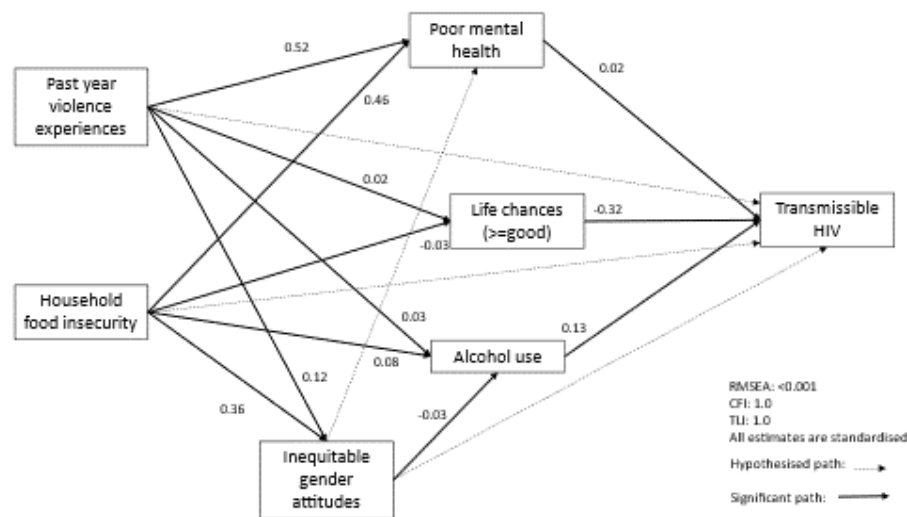 Poor mental
health
0.52
0.02
Past year
violence
experiences
0.46
0.02
Life chances
(>=good)
-0.32
Transmissible
HIV
-0.03
Household
food insecurity
0.03
0.13
Alcohol use
0.08
0.12
0.36
-0.03
RMSEA: <0.001
CFI: 1.0
TLI: 1.0
All estimates are standardised
Inequitable
gender
attitudes
Hypothesised path:
Significant path: